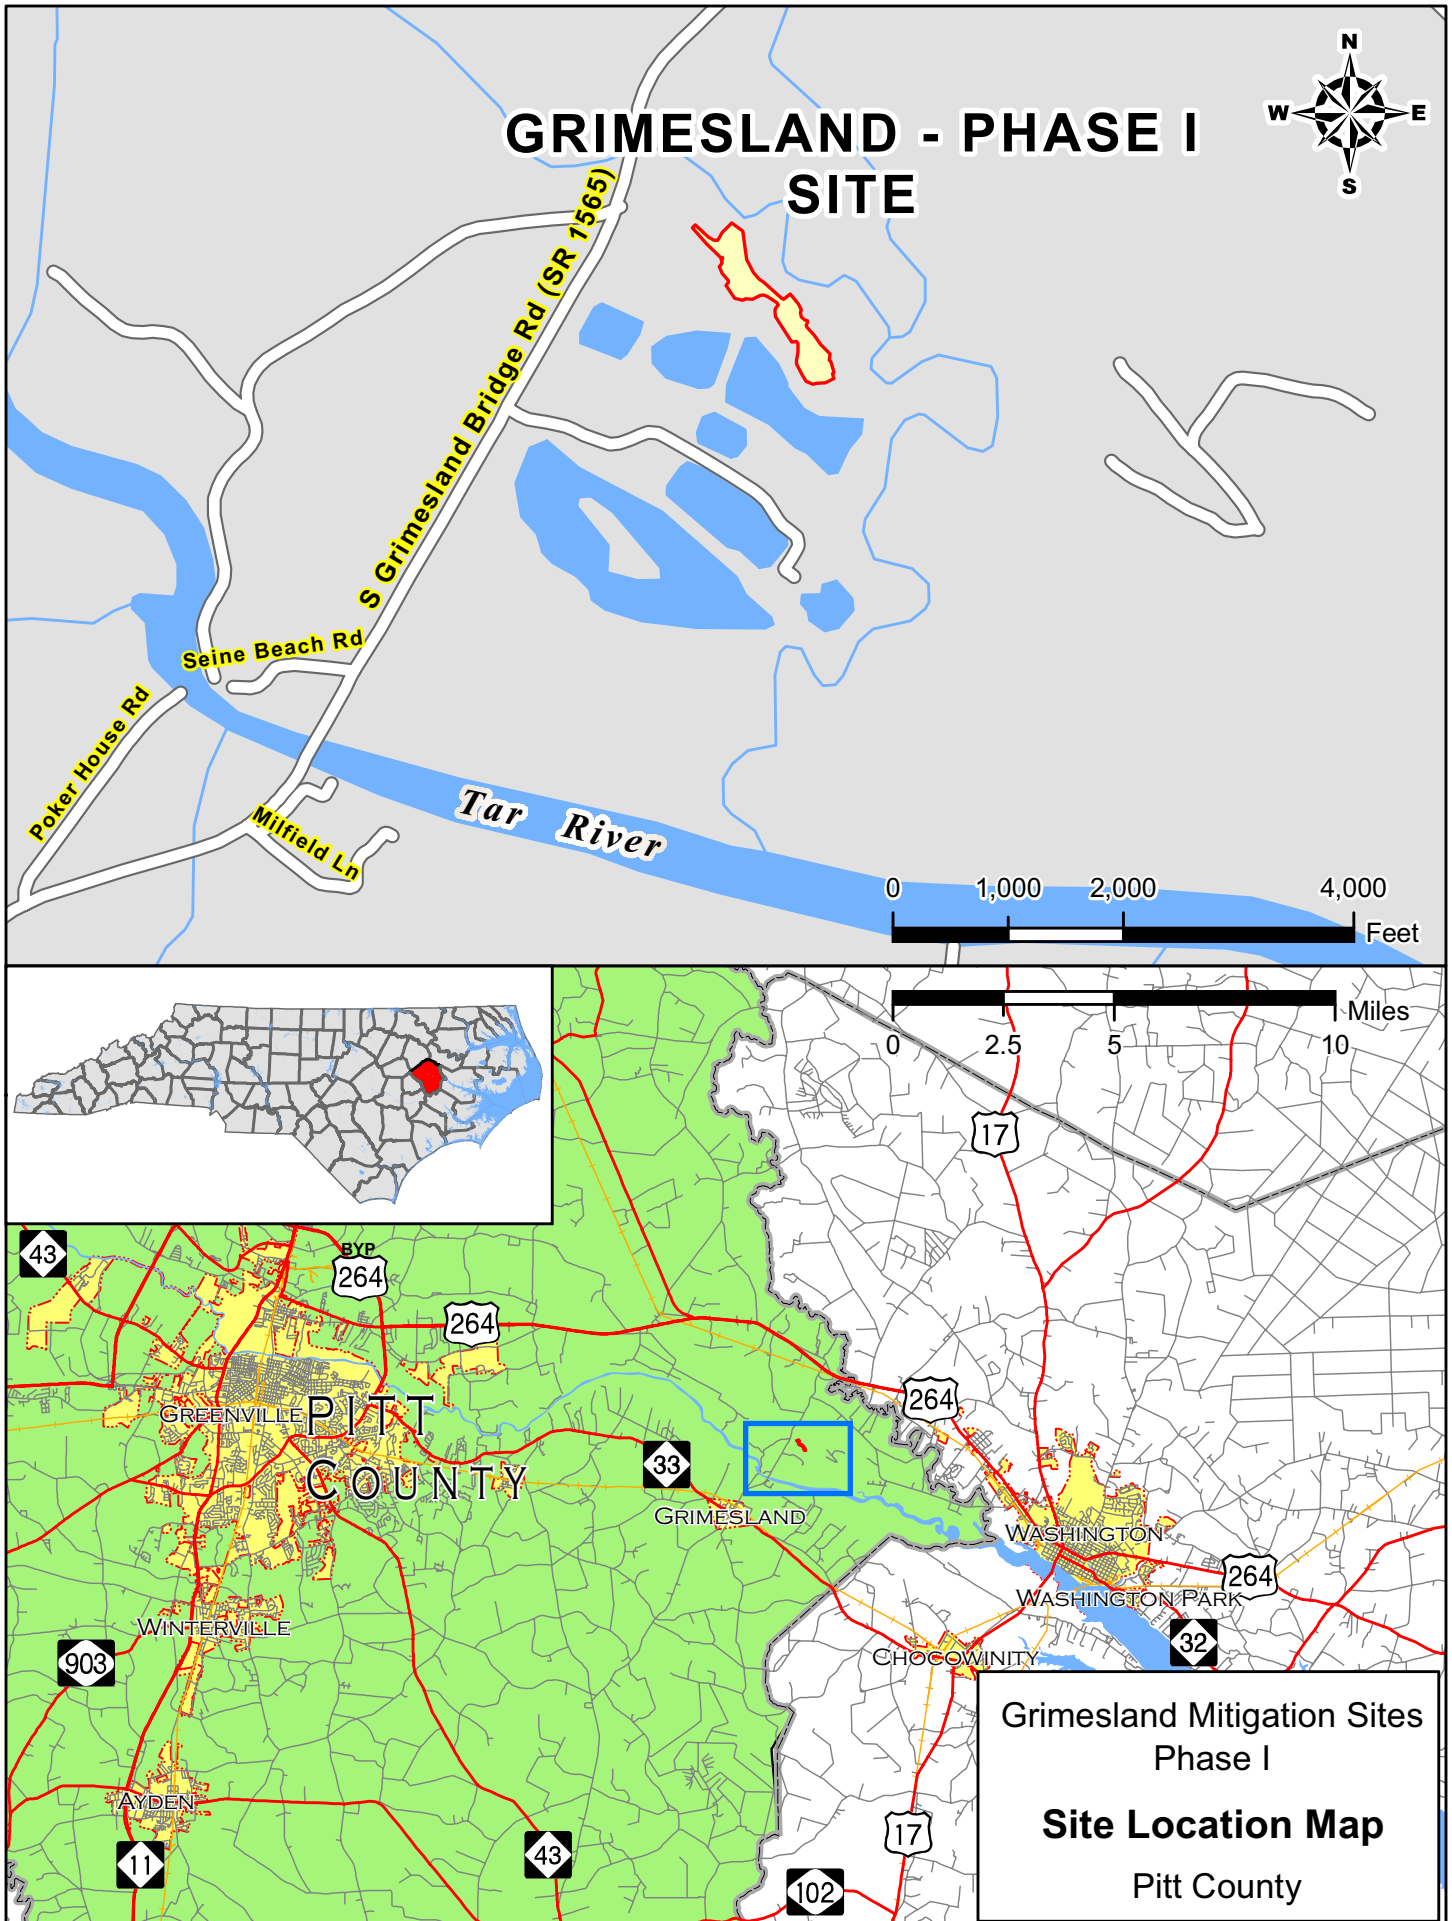 N
W
E
S
GRIMESLAND - PHASE I
SITE
S Grimesland Bridge Rd (SR 1565)
Seine Beach Rd
Poker House Rd
Milfield Ln
Tar River
0 1,000 2,000 4,000
Feet
Miles
0 2.5 5 10
17
43
BYP
264
264
264
GREENVILLE
PITT
COUNTY
33
GRIMESLAND
WASHINGTON
264
WASHINGTON PARK
WINTERVILLE
32
903
CHOCOWINITY
AYDEN
11
43
17
102
Grimesland Mitigation Sites
Phase I
Site Location Map
Pitt County